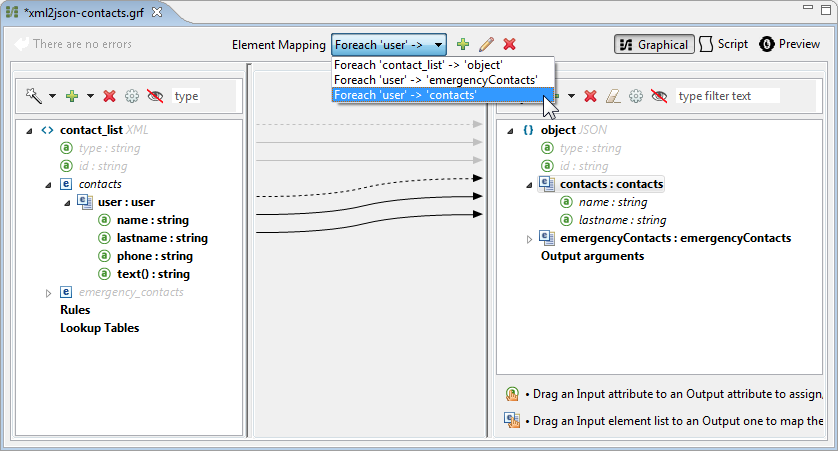 *xml2json-contacts.grf
There are no errors
Element Mapping
Foreach 'user' ->
Graphical
Script
Preview
Foreach 'contact_list' -> 'object'
Foreach 'user' -> 'emergencyContacts'
Foreach 'user' -> 'contacts'
type
type filter text
contact_list XML
type : string
id : string
contacts
user : user
name : string
lastname : string
phone : string
text() : string
emergency_contacts
Rules
Lookup Tables
object JSON
type : string
id : string
contacts : contacts
name : string
lastname : string
emergencyContacts : emergencyContacts
Output arguments
• Drag an Input attribute to an Output attribute to assign,
• Drag an Input element list to an Output one to map the